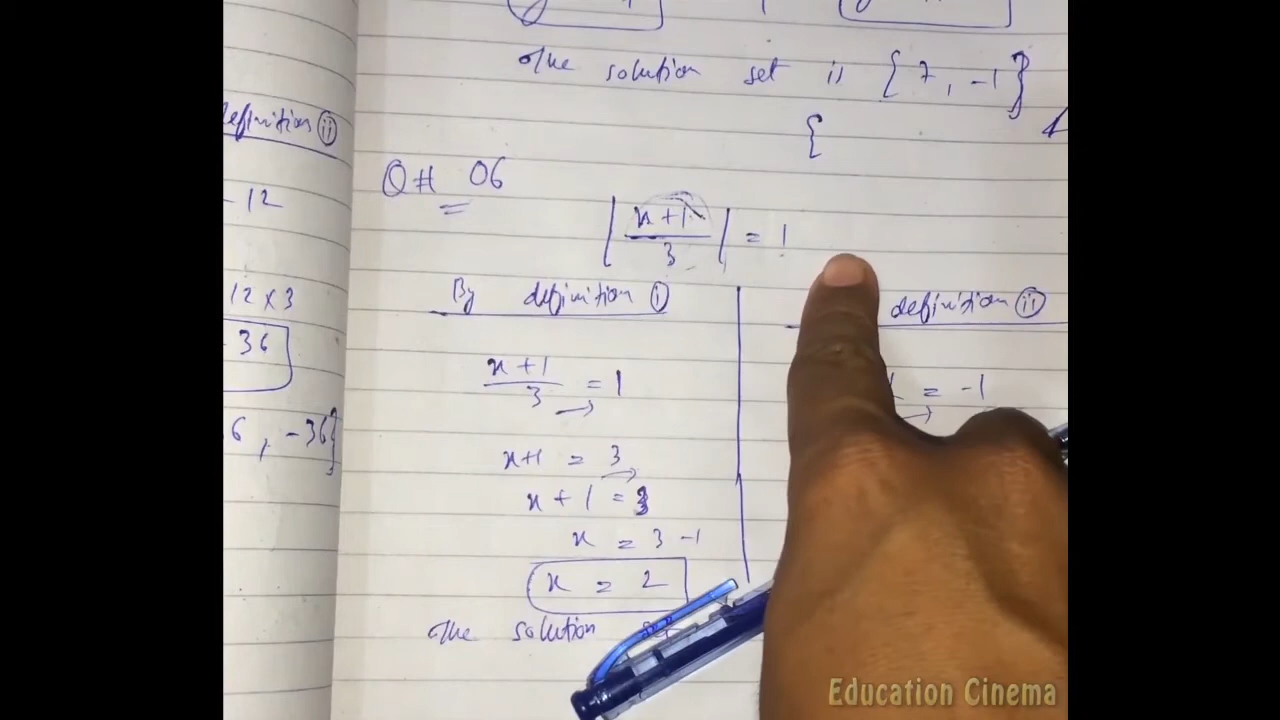 The solution set is {7, -1}
{
definition (ii)
- 12
12 x 3
36
6, -36}
Q# 06
| x+1 / 3 | = 1
By definition (i)
x+1 / 3 = 1
x+1 = 3
x + 1 = 3
x = 3 - 1
x = 2
The solution
definition (ii)
= -1
Education Cinema